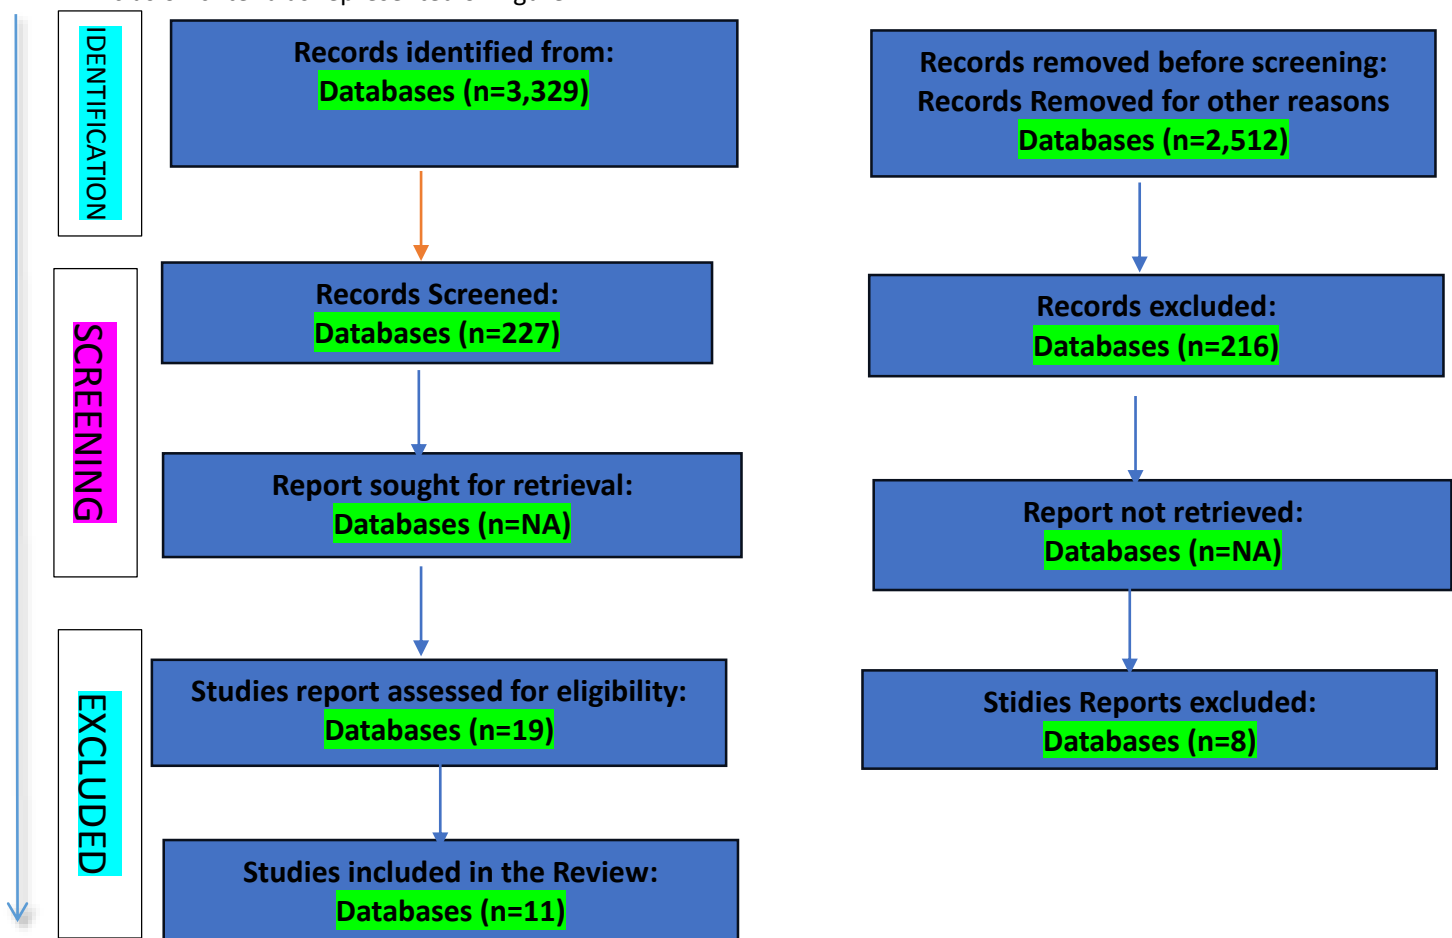 IDENTIFICATION
Records identified from:
Databases (n=3,329)
Records removed before screening:
Records Removed for other reasons
Databases (n=2,512)
SCREENING
Records Screened:
Databases (n=227)
Records excluded:
Databases (n=216)
Report sought for retrieval:
Databases (n=NA)
Report not retrieved:
Databases (n=NA)
EXCLUDED
Studies report assessed for eligibility:
Databases (n=19)
Stidies Reports excluded:
Databases (n=8)
Studies included in the Review:
Databases (n=11)